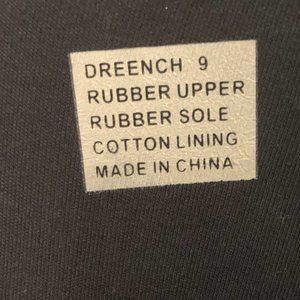 DREENCH 9
RUBBER UPPER
RUBBER SOLE
COTTON LINING
MADE IN CHINA